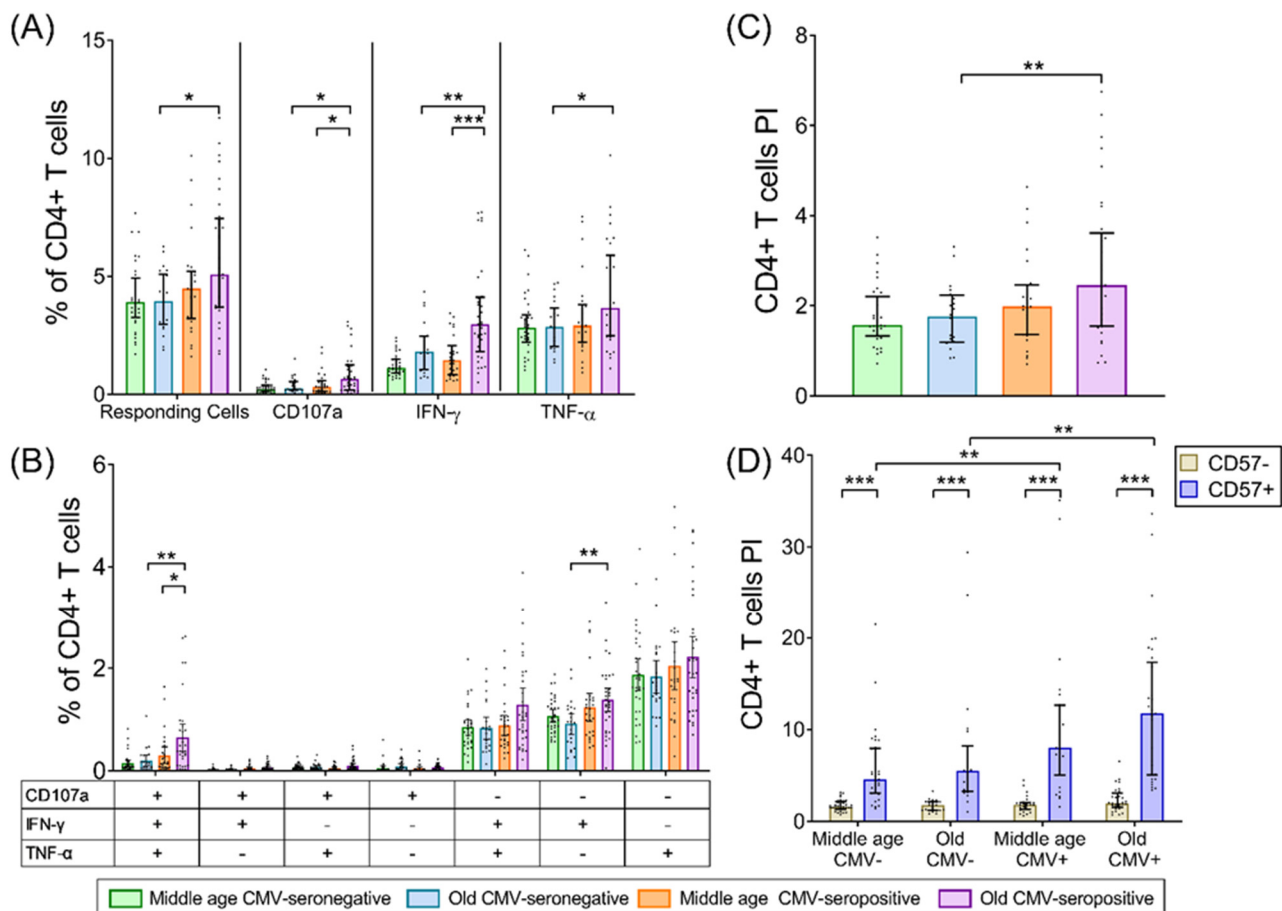 (A)
15
10
5
0
% of CD4+ T cells
*
*
*
**
***
*
Responding Cells CD107a IFN-γ TNF-α
(C)
8
6
4
2
0
CD4+ T cells PI
**
(B)
6
4
2
0
% of CD4+ T cells
**
*
**
CD107a + + + + - - -
IFN-γ + + - - + + -
TNF-α + - + - + - +
(D)
40
30
20
10
0
CD4+ T cells PI
**
**
*** *** *** ***
CD57-
CD57+
Middle age Old Middle age Old
CMV- CMV- CMV+ CMV+
Middle age CMV-seronegative Old CMV-seronegative Middle age CMV-seropositive Old CMV-seropositive